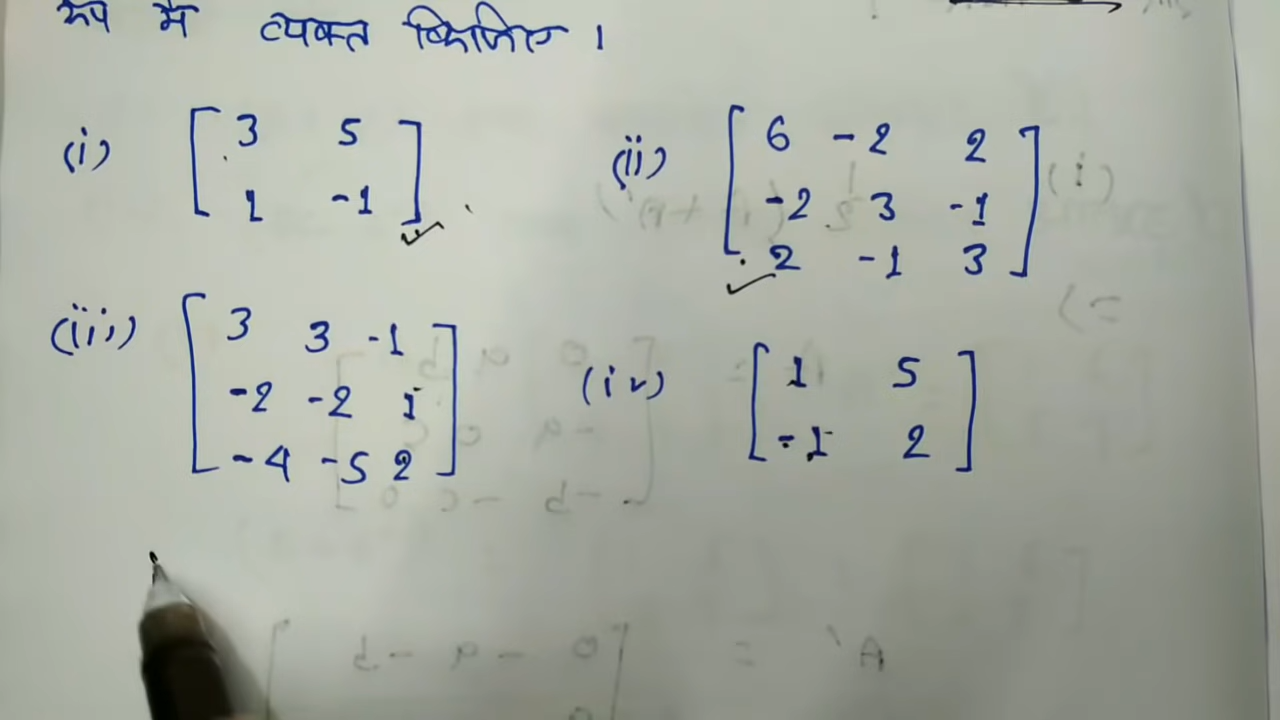 रूप में व्यक्त किजिए ।
(i) [ 3 5 (ii) [ 6 -2 2
1 -1 ] -2 3 -1
2 -1 3 ]
(iii) [ 3 3 -1 (iv) [ 1 5
-2 -2 1 -1 2 ]
-4 -5 2 ]